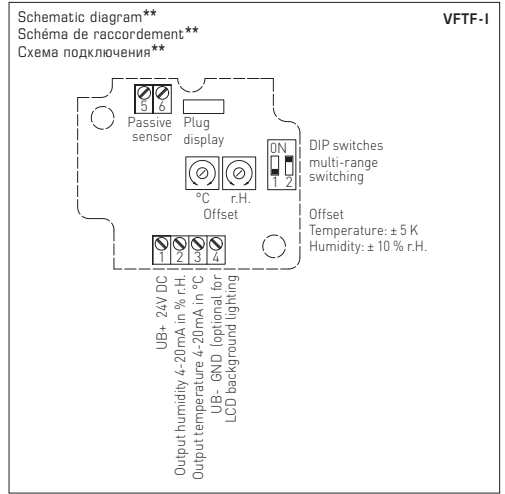 Schematic diagram**
Schéma de raccordement**
Схема подключения**
VFTF-I
5 6
Passive
sensor
Plug
display
ON
1 2
DIP switches
multi-range
switching
°C
r.H.
Offset
Offset
Temperature: ± 5 K
Humidity: ± 10 % r.H.
1 2 3 4
UB+ 24V DC
Output humidity 4-20mA in % r.H.
Output temperature 4-20mA in °C
UB- GND (optional for
LCD background lighting